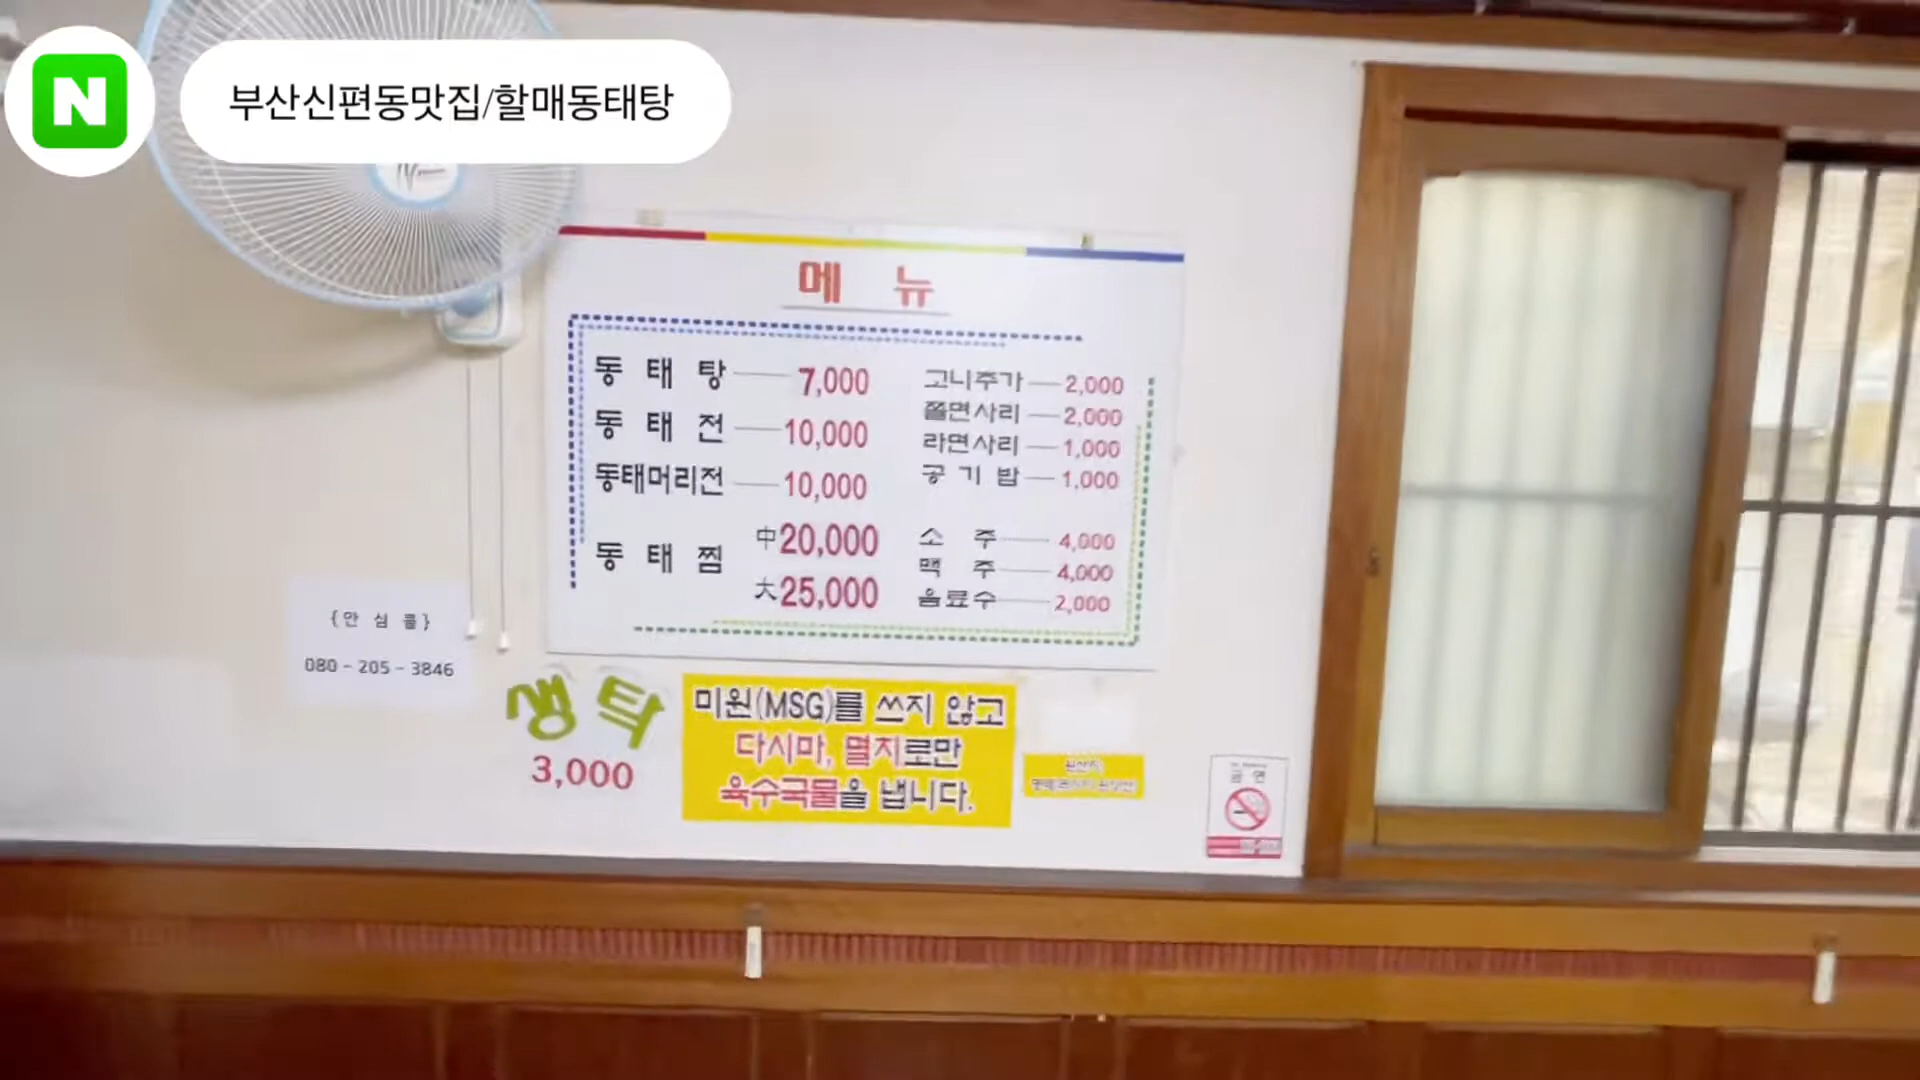 N
부산신편동맛집/할매동태탕
메 뉴
동 태 탕 7,000
동 태 전 10,000
동태머리전 10,000
동 태 찜 中20,000
大25,000
고니추가 2,000
쫄면사리 2,000
라면사리 1,000
공 기 밥 1,000
소 주 4,000
맥 주 4,000
음료수 2,000
{안 심 콜}
080-205-3846
생 탁
3,000
미원(MSG)를 쓰지 않고
다시마, 멸치로만
육수국물을 냅니다.
원산지
금 연